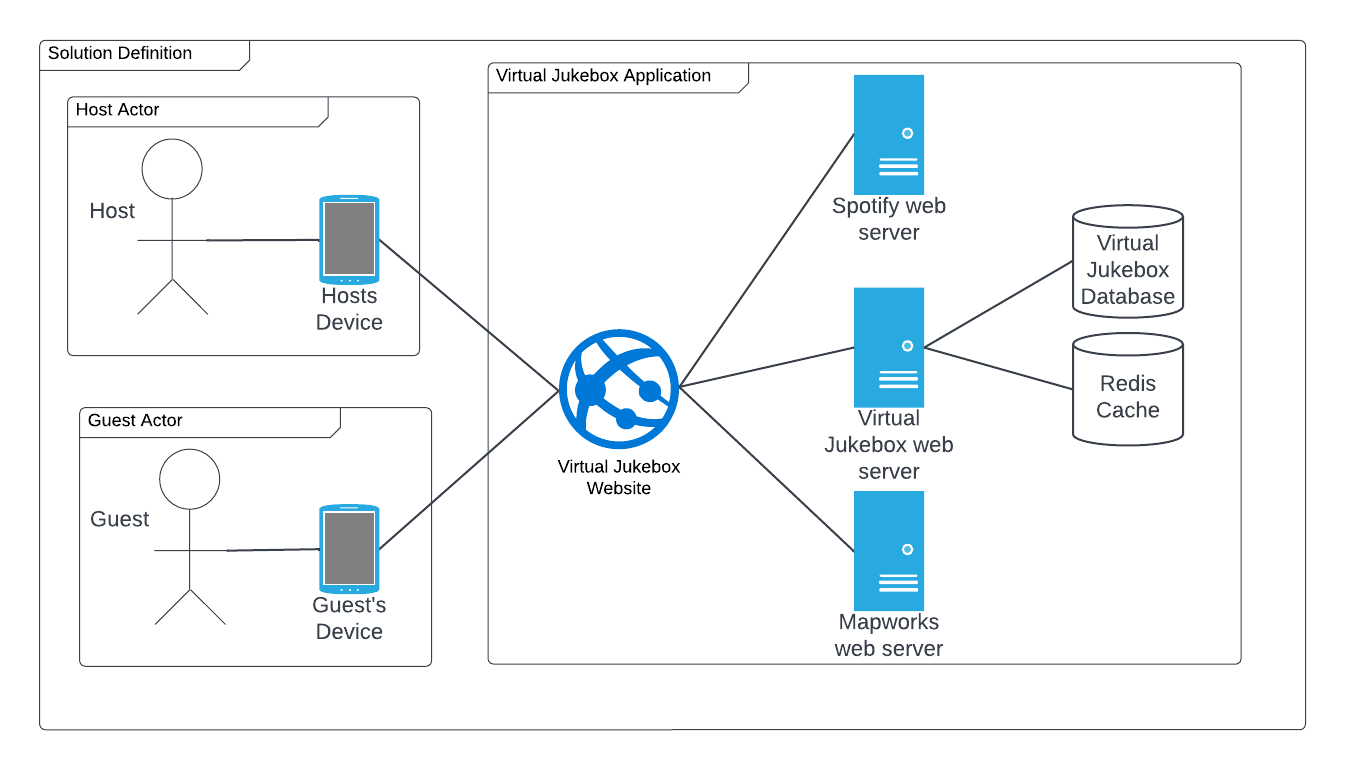 Solution Definition
Virtual Jukebox Application
Host Actor
Host
Hosts
Device
Guest Actor
Guest
Guest's
Device
Virtual Jukebox
Website
Spotify web
server
Virtual
Jukebox web
server
Mapworks
web server
Virtual
Jukebox
Database
Redis
Cache